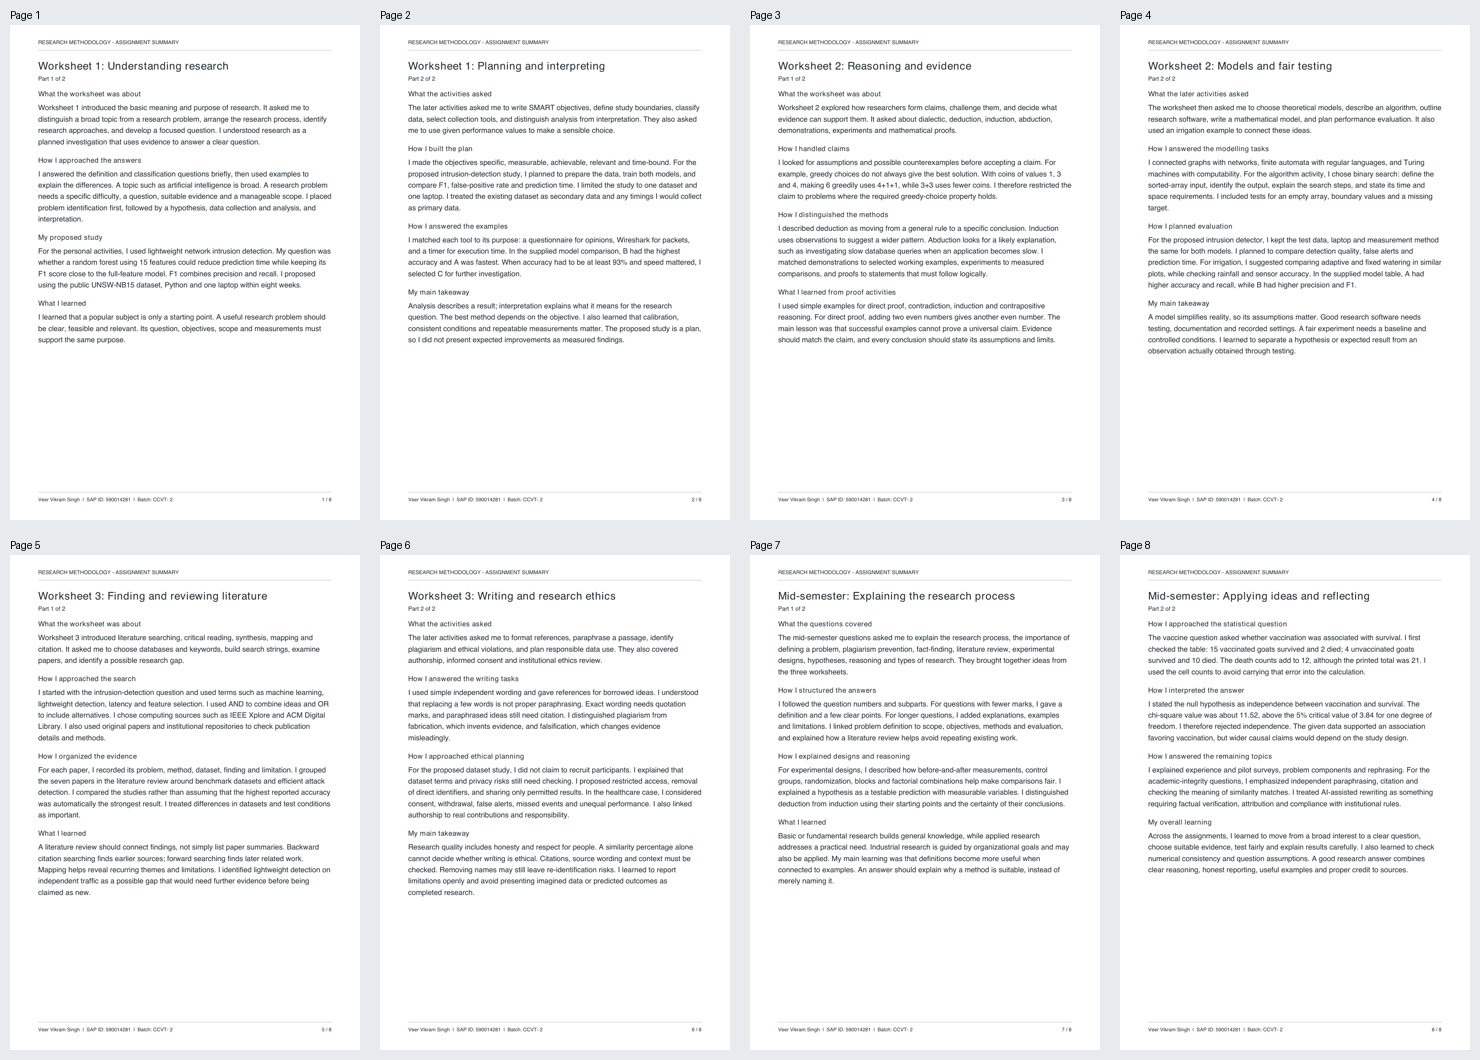 Page 1
RESEARCH METHODOLOGY - ASSIGNMENT SUMMARY
Worksheet 1: Understanding research
Part 1 of 2
What the worksheet was about
Worksheet 1 introduced the basic meaning and purpose of research. It asked me to
distinguish a broad topic from a research problem, arrange the research process, identify
research approaches, and develop a focused question. I understood research as a
planned investigation that uses evidence to answer a clear question.
How I approached the answers
I answered the definition and classification questions briefly, then used examples to
explain the differences. A topic such as artificial intelligence is broad. A research problem
needs a specific difficulty, a question, suitable evidence and a manageable scope. I placed
problem identification first, followed by a hypothesis, data collection and analysis, and
interpretation.
My proposed study
For the personal activities, I used lightweight network intrusion detection. My question was
whether a random forest using 15 features could reduce prediction time while keeping its
F1 score close to the full-feature model. F1 combines precision and recall. I proposed
using the public UNSW-NB15 dataset, Python and one laptop within eight weeks.
What I learned
I learned that a popular subject is only a starting point. A useful research problem should
be clear, feasible and relevant. Its question, objectives, scope and measurements must
support the same purpose.
Veer Vikram Singh | SAP ID: 590014281 | Batch: CCVT- 2
1 / 8
Page 2
RESEARCH METHODOLOGY - ASSIGNMENT SUMMARY
Worksheet 1: Planning and interpreting
Part 2 of 2
What the activities asked
The later activities asked me to write SMART objectives, define study boundaries, classify
data, select collection tools, and distinguish analysis from interpretation. They also asked
me to use given performance values to make a sensible choice.
How I built the plan
I made the objectives specific, measurable, achievable, relevant and time-bound. For the
proposed intrusion-detection study, I planned to prepare the data, train both models, and
compare F1, false-positive rate and prediction time. I limited the study to one dataset and
one laptop. I treated the existing dataset as secondary data and any timings I would collect
as primary data.
How I answered the examples
I matched each tool to its purpose: a questionnaire for opinions, Wireshark for packets,
and a timer for execution time. In the supplied model comparison, B had the highest
accuracy and A was fastest. When accuracy had to be at least 93% and speed mattered, I
selected C for further investigation.
My main takeaway
Analysis describes a result; interpretation explains what it means for the research
question. The best method depends on the objective. I also learned that calibration,
consistent conditions and repeatable measurements matter. The proposed study is a plan,
so I did not present expected improvements as measured findings.
Veer Vikram Singh | SAP ID: 590014281 | Batch: CCVT- 2
2 / 8
Page 3
RESEARCH METHODOLOGY - ASSIGNMENT SUMMARY
Worksheet 2: Reasoning and evidence
Part 1 of 2
What the worksheet was about
Worksheet 2 explored how researchers form claims, challenge them, and decide what
evidence can support them. It asked about dialectic, deduction, induction, abduction,
demonstrations, experiments and mathematical proofs.
How I handled claims
I looked for assumptions and possible counterexamples before accepting a claim. For
example, greedy choices do not always give the best solution. With coins of values 1, 3
and 4, making 6 greedily uses 4+1+1, while 3+3 uses fewer coins. I therefore restricted the
claim to problems where the required greedy-choice property holds.
How I distinguished the methods
I described deduction as moving from a general rule to a specific conclusion. Induction
uses observations to suggest a wider pattern. Abduction looks for a likely explanation,
such as investigating slow database queries when an application becomes slow. I
matched demonstrations to selected working examples, experiments to measured
comparisons, and proofs to statements that must follow logically.
What I learned from proof activities
I used simple examples for direct proof, contradiction, induction and contrapositive
reasoning. For direct proof, adding two even numbers gives another even number. The
main lesson was that successful examples cannot prove a universal claim. Evidence
should match the claim, and every conclusion should state its assumptions and limits.
Veer Vikram Singh | SAP ID: 590014281 | Batch: CCVT- 2
3 / 8
Page 4
RESEARCH METHODOLOGY - ASSIGNMENT SUMMARY
Worksheet 2: Models and fair testing
Part 2 of 2
What the later activities asked
The worksheet then asked me to choose theoretical models, describe an algorithm, outline
research software, write a mathematical model, and plan performance evaluation. It also
used an irrigation example to connect these ideas.
How I answered the modelling tasks
I connected graphs with networks, finite automata with regular languages, and Turing
machines with computability. For the algorithm activity, I chose binary search: define the
sorted-array input, identify the output, explain the search steps, and state its time and
space requirements. I included tests for an empty array, boundary values and a missing
target.
How I planned evaluation
For the proposed intrusion detector, I kept the test data, laptop and measurement method
the same for both models. I planned to compare detection quality, false alerts and
prediction time. For irrigation, I suggested comparing adaptive and fixed watering in similar
plots, while checking rainfall and sensor accuracy. In the supplied model table, A had
higher accuracy and recall, while B had higher precision and F1.
My main takeaway
A model simplifies reality, so its assumptions matter. Good research software needs
testing, documentation and recorded settings. A fair experiment needs a baseline and
controlled conditions. I learned to separate a hypothesis or expected result from an
observation actually obtained through testing.
Veer Vikram Singh | SAP ID: 590014281 | Batch: CCVT- 2
4 / 8
Page 5
RESEARCH METHODOLOGY - ASSIGNMENT SUMMARY
Worksheet 3: Finding and reviewing literature
Part 1 of 2
What the worksheet was about
Worksheet 3 introduced literature searching, critical reading, synthesis, mapping and
citation. It asked me to choose databases and keywords, build search strings, examine
papers, and identify a possible research gap.
How I approached the search
I started with the intrusion-detection question and used terms such as machine learning,
lightweight detection, latency and feature selection. I used AND to combine ideas and OR
to include alternatives. I chose computing sources such as IEEE Xplore and ACM Digital
Library. I also used original papers and institutional repositories to check publication
details and methods.
How I organized the evidence
For each paper, I recorded its problem, method, dataset, finding and limitation. I grouped
the seven papers in the literature review around benchmark datasets and efficient attack
detection. I compared the studies rather than assuming that the highest reported accuracy
was automatically the strongest result. I treated differences in datasets and test conditions
as important.
What I learned
A literature review should connect findings, not simply list paper summaries. Backward
citation searching finds earlier sources; forward searching finds later related work.
Mapping helps reveal recurring themes and limitations. I identified lightweight detection on
independent traffic as a possible gap that would need further evidence before being
claimed as new.
Veer Vikram Singh | SAP ID: 590014281 | Batch: CCVT- 2
5 / 8
Page 6
RESEARCH METHODOLOGY - ASSIGNMENT SUMMARY
Worksheet 3: Writing and research ethics
Part 2 of 2
What the activities asked
The later activities asked me to format references, paraphrase a passage, identify
plagiarism and ethical violations, and plan responsible data use. They also covered
authorship, informed consent and institutional ethics review.
How I answered the writing tasks
I used simple independent wording and gave references for borrowed ideas. I understood
that replacing a few words is not proper paraphrasing. Exact wording needs quotation
marks, and paraphrased ideas still need citation. I distinguished plagiarism from
fabrication, which invents evidence, and falsification, which changes evidence
misleadingly.
How I approached ethical planning
For the proposed dataset study, I did not claim to recruit participants. I explained that
dataset terms and privacy risks still need checking. I proposed restricted access, removal
of direct identifiers, and sharing only permitted results. In the healthcare case, I considered
consent, withdrawal, false alerts, missed events and unequal performance. I also linked
authorship to real contributions and responsibility.
My main takeaway
Research quality includes honesty and respect for people. A similarity percentage alone
cannot decide whether writing is ethical. Citations, source wording and context must be
checked. Removing names may still leave re-identification risks. I learned to report
limitations openly and avoid presenting imagined data or predicted outcomes as
completed research.
Veer Vikram Singh | SAP ID: 590014281 | Batch: CCVT- 2
6 / 8
Page 7
RESEARCH METHODOLOGY - ASSIGNMENT SUMMARY
Mid-semester: Explaining the research process
Part 1 of 2
What the questions covered
The mid-semester questions asked me to explain the research process, the importance of
defining a problem, plagiarism prevention, fact-finding, literature review, experimental
designs, hypotheses, reasoning and types of research. They brought together ideas from
the three worksheets.
How I structured the answers
I followed the question numbers and subparts. For questions with fewer marks, I gave a
definition and a few clear points. For longer questions, I added explanations, examples
and limitations. I linked problem definition to scope, objectives, methods and evaluation,
and explained how a literature review helps avoid repeating existing work.
How I explained designs and reasoning
For experimental designs, I described how before-and-after measurements, control
groups, randomization, blocks and factorial combinations help make comparisons fair. I
explained a hypothesis as a testable prediction with measurable variables. I distinguished
deduction from induction using their starting points and the certainty of their conclusions.
What I learned
Basic or fundamental research builds general knowledge, while applied research
addresses a practical need. Industrial research is guided by organizational goals and may
also be applied. My main learning was that definitions become more useful when
connected to examples. An answer should explain why a method is suitable, instead of
merely naming it.
Veer Vikram Singh | SAP ID: 590014281 | Batch: CCVT- 2
7 / 8
Page 8
RESEARCH METHODOLOGY - ASSIGNMENT SUMMARY
Mid-semester: Applying ideas and reflecting
Part 2 of 2
How I approached the statistical question
The vaccine question asked whether vaccination was associated with survival. I first
checked the table: 15 vaccinated goats survived and 2 died; 4 unvaccinated goats
survived and 10 died. The death counts add to 12, although the printed total was 21. I
used the cell counts to avoid carrying that error into the calculation.
How I interpreted the answer
I stated the null hypothesis as independence between vaccination and survival. The
chi-square value was about 11.52, above the 5% critical value of 3.84 for one degree of
freedom. I therefore rejected independence. The given data supported an association
favoring vaccination, but wider causal claims would depend on the study design.
How I answered the remaining topics
I explained experience and pilot surveys, problem components and rephrasing. For the
academic-integrity questions, I emphasized independent paraphrasing, citation and
checking the meaning of similarity matches. I treated AI-assisted rewriting as something
requiring factual verification, attribution and compliance with institutional rules.
My overall learning
Across the assignments, I learned to move from a broad interest to a clear question,
choose suitable evidence, test fairly and explain results carefully. I also learned to check
numerical consistency and question assumptions. A good research answer combines
clear reasoning, honest reporting, useful examples and proper credit to sources.
Veer Vikram Singh | SAP ID: 590014281 | Batch: CCVT- 2
8 / 8